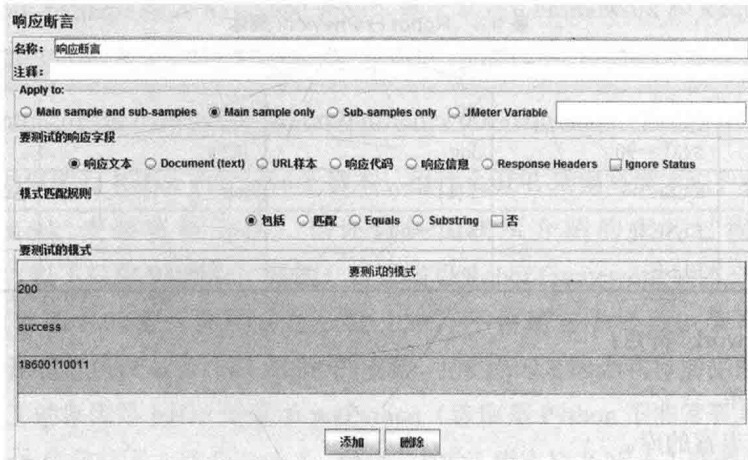 响应断言
名称： 响应断言
注释：
Apply to:
Main sample and sub-samples Main sample only Sub-samples only JMeter Variable
要测试的响应字段
响应文本 Document (text) URL样本 响应代码 响应信息 Response Headers Ignore Status
模式匹配规则
包括 匹配 Equals Substring 否
要测试的模式
要测试的模式
200
success
18600110011
添加 删除